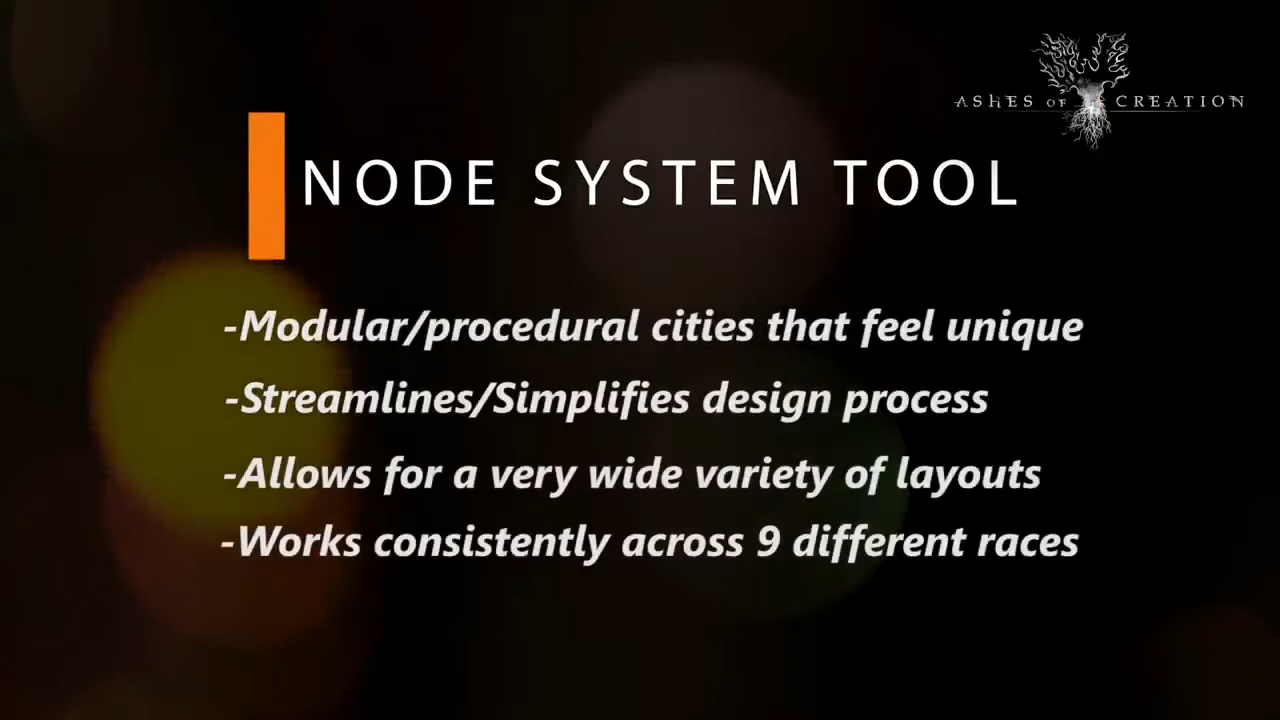 ASHES OF CREATION
NODE SYSTEM TOOL
-Modular/procedural cities that feel unique
-Streamlines/Simplifies design process
-Allows for a very wide variety of layouts
-Works consistently across 9 different races